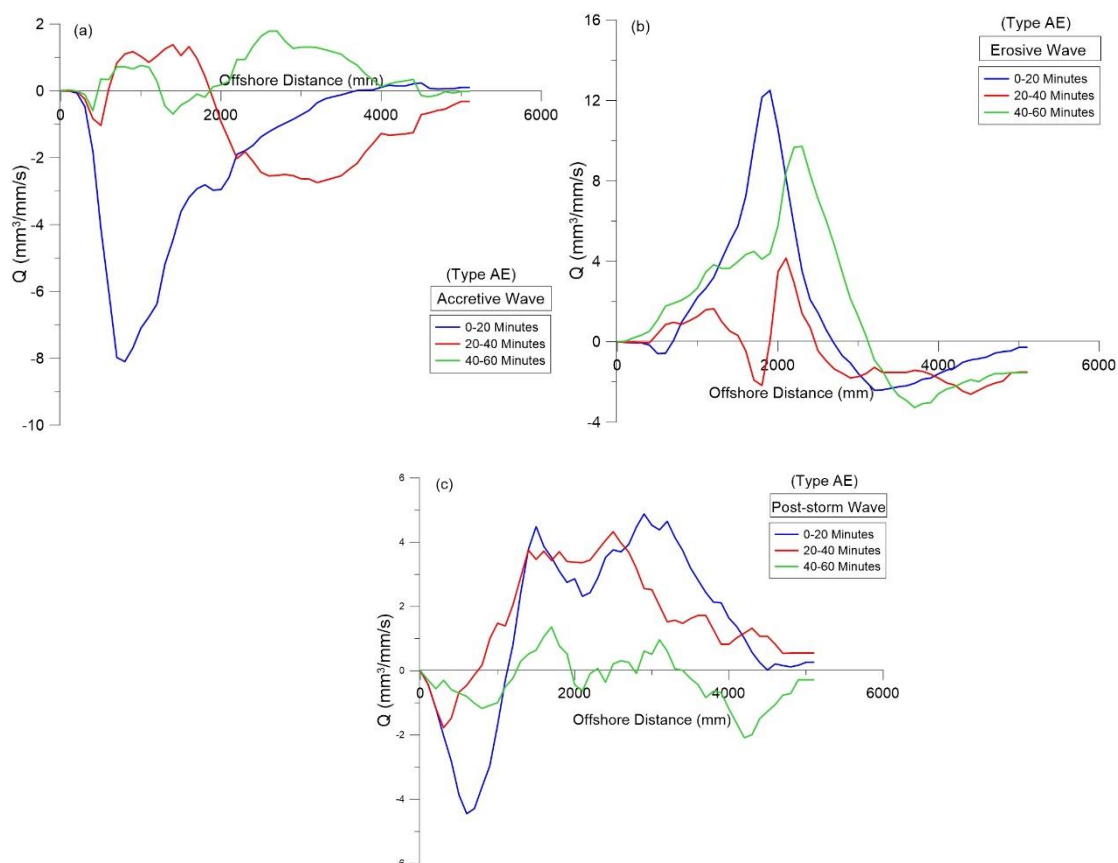 (a)
2
0
-2
-4
-6
-8
-10
Q (mm³/mm/s)
Offshore Distance (mm)
2000
4000
6000
(Type AE)
Accretive Wave
0-20 Minutes
20-40 Minutes
40-60 Minutes
(b)
16
12
8
4
0
-4
Q (mm³/mm/s)
0
2000
4000
6000
Offshore Distance (mm)
(Type AE)
Erosive Wave
0-20 Minutes
20-40 Minutes
40-60 Minutes
(c)
6
4
2
0
-2
-4
Q (mm³/mm/s)
0
2000
4000
6000
Offshore Distance (mm)
(Type AE)
Post-storm Wave
0-20 Minutes
20-40 Minutes
40-60 Minutes